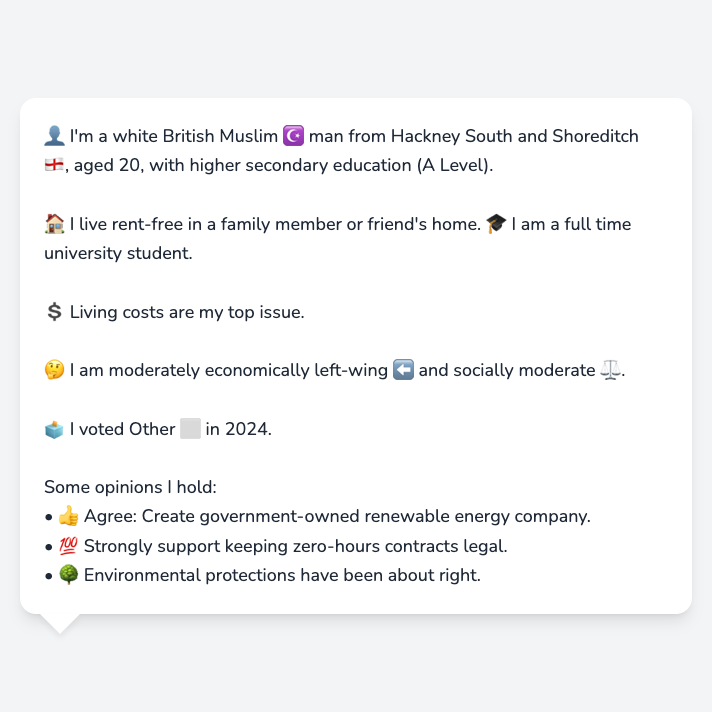 👤 I'm a white British Muslim ☪️ man from Hackney South and Shoreditch
🏴󠁧󠁢󠁥󠁮󠁧󠁿, aged 20, with higher secondary education (A Level).
🏠 I live rent-free in a family member or friend's home. 🎓 I am a full time
university student.
💲 Living costs are my top issue.
🤔 I am moderately economically left-wing ⬅️ and socially moderate ⚖️.
🗳️ I voted Other ⬜ in 2024.
Some opinions I hold:
• 👍 Agree: Create government-owned renewable energy company.
• 💯 Strongly support keeping zero-hours contracts legal.
• 🌳 Environmental protections have been about right.